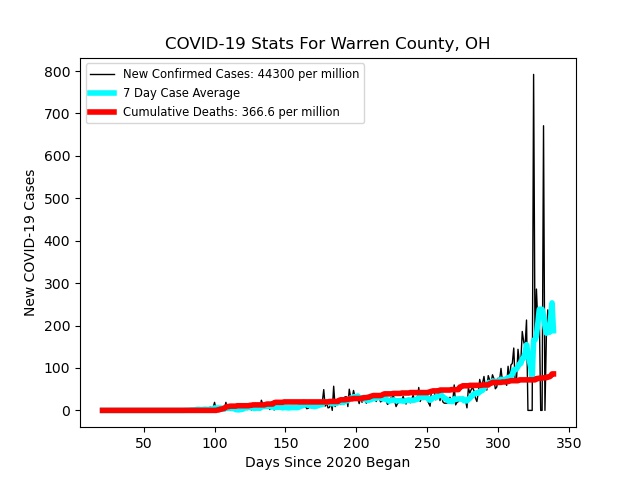 COVID-19 Stats For Warren County, OH
New Confirmed Cases: 44300 per million
7 Day Case Average
Cumulative Deaths: 366.6 per million
800
700
600
500
400
300
200
100
0
New COVID-19 Cases
50 100 150 200 250 300 350
Days Since 2020 Began